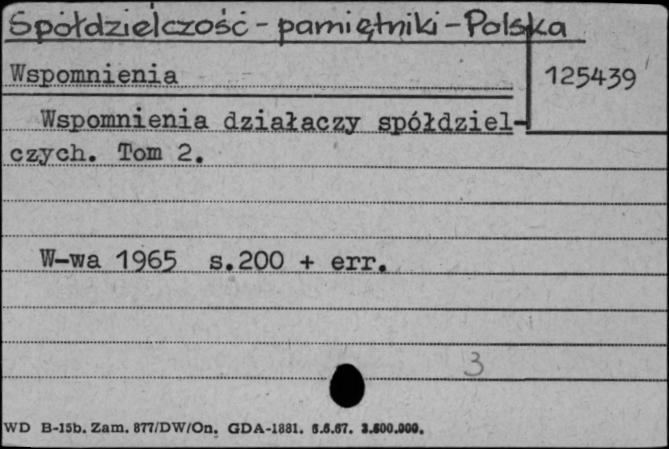 Spółdzielczość - pamiętniki - Polska
Wspomnienia
125439
Wspomnienia działaczy spółdziel-
czych. Tom 2.
W-wa 1965 s.200 + err.
3
WD B-15b. Zam. 877/DW/On. GDA-1881. 6.6.67. 3.600.000.